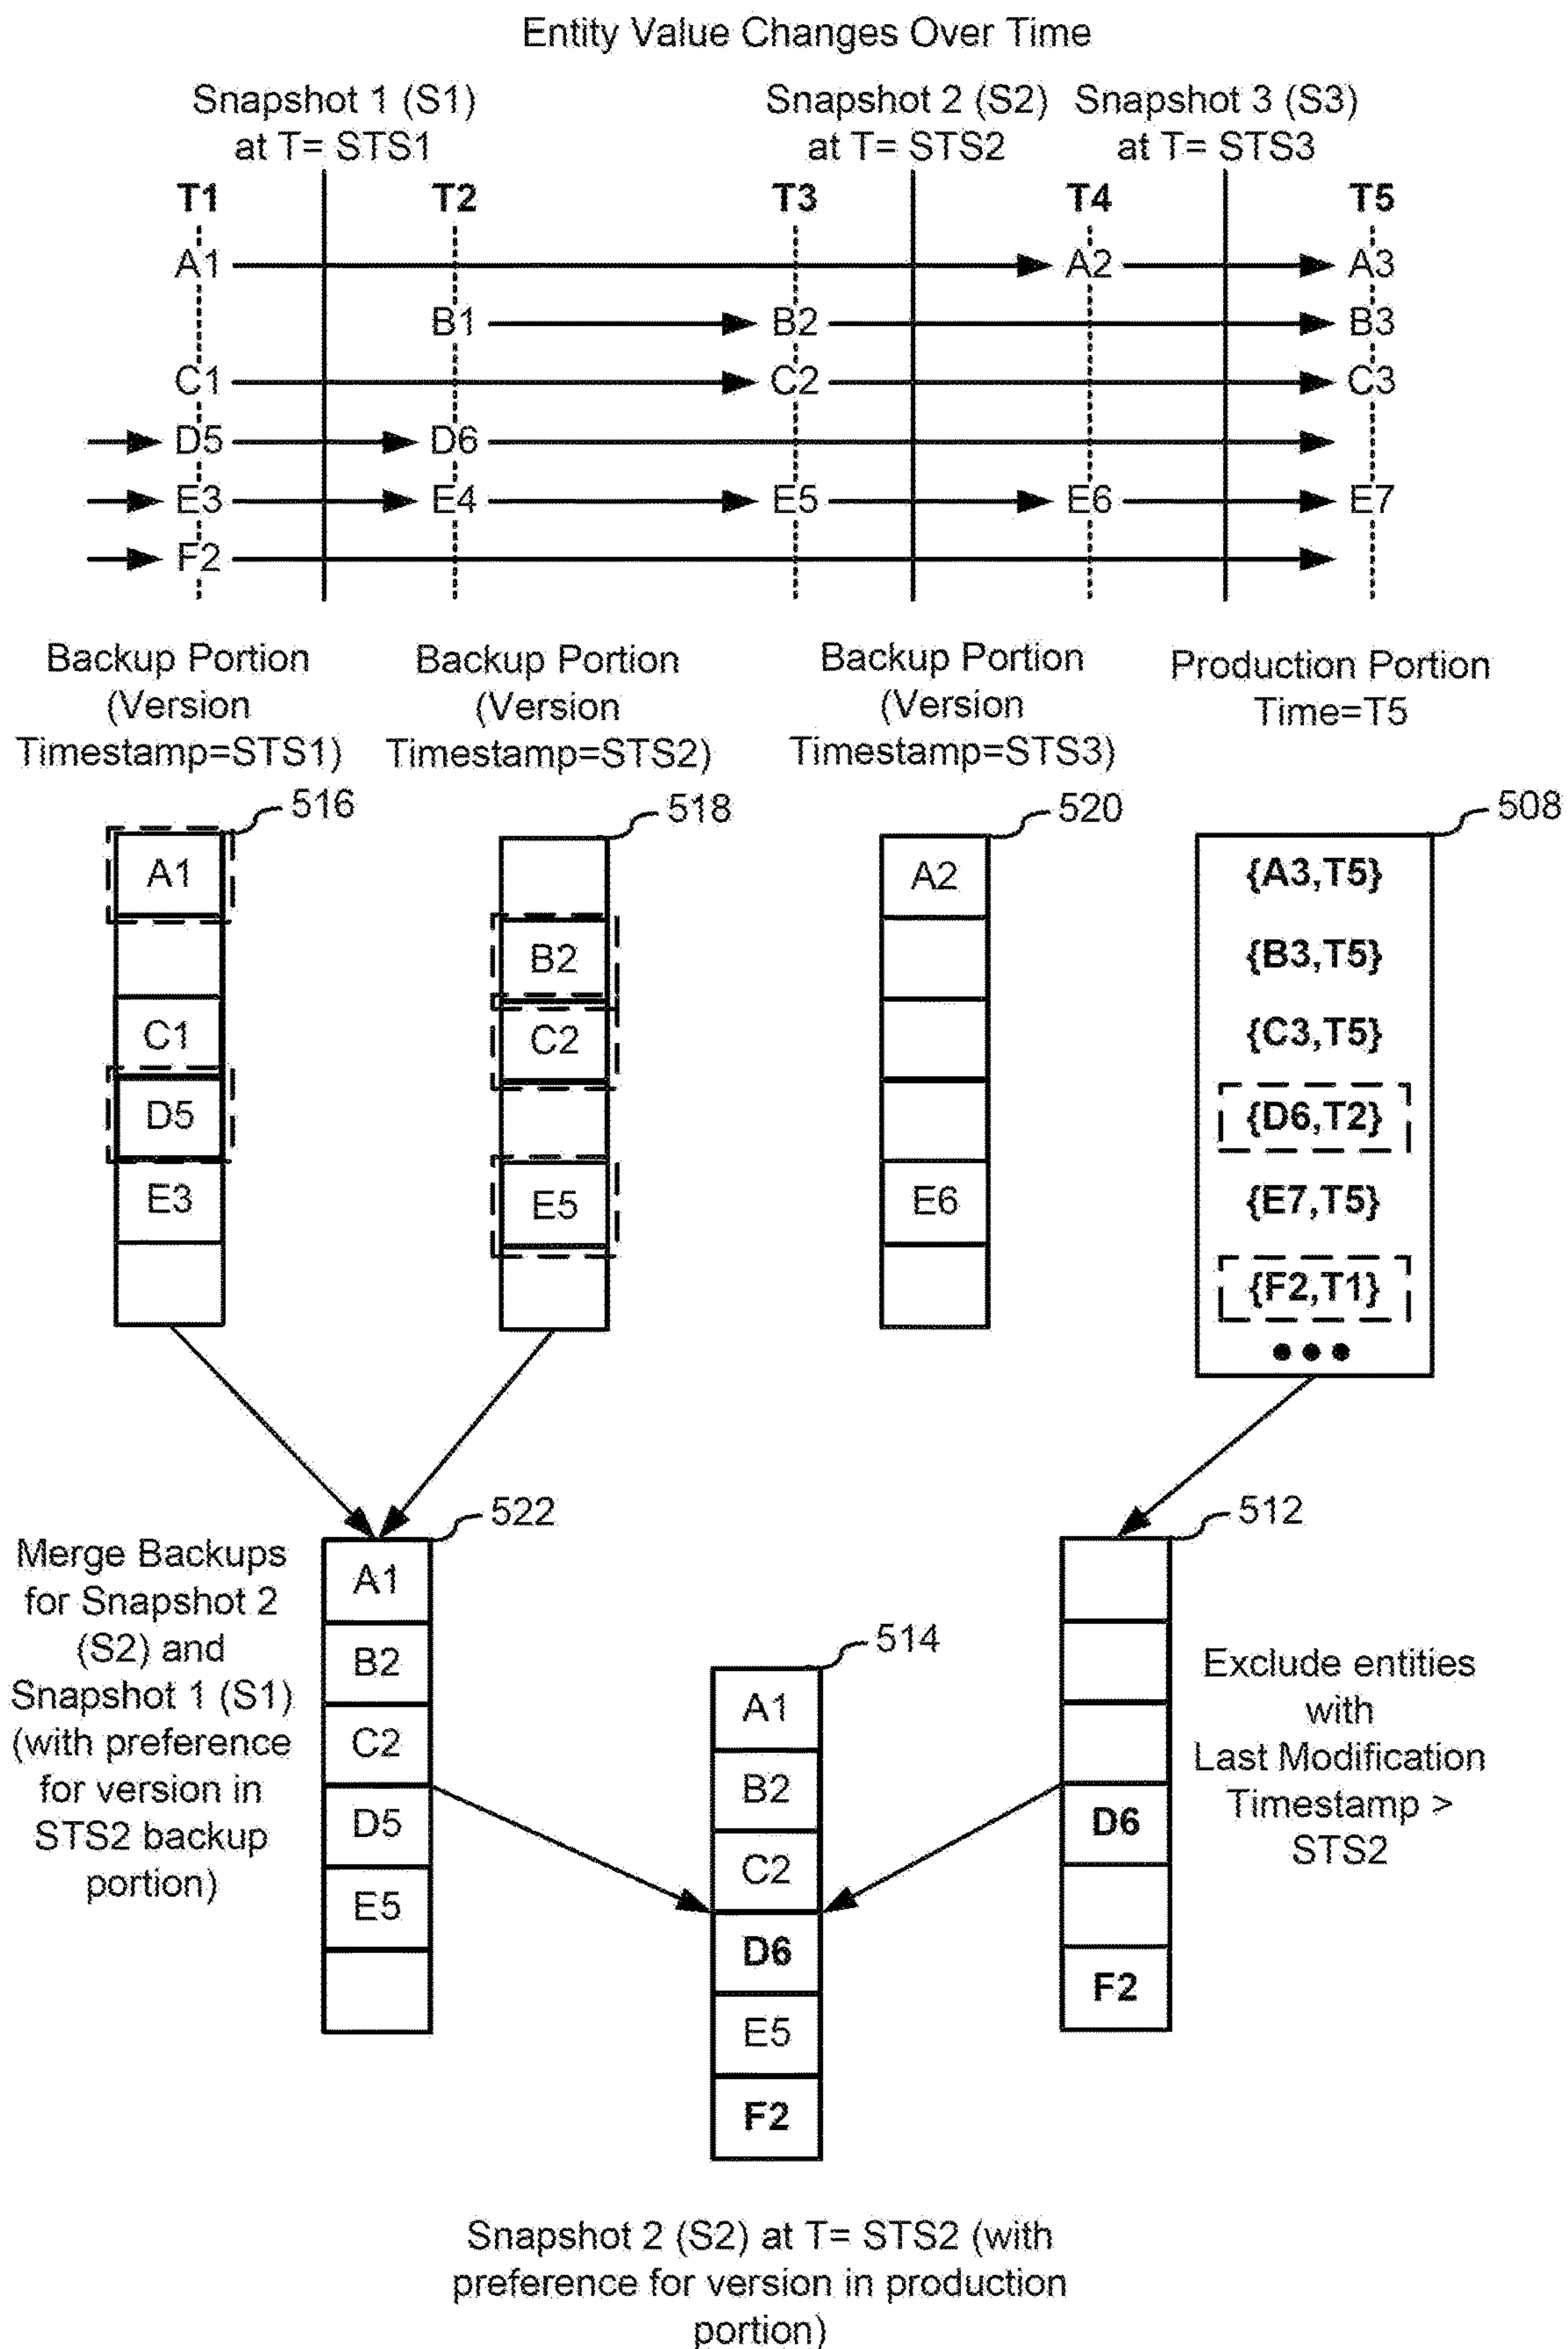 Entity Value Changes Over Time
Snapshot 1 (S1)
at T= STS1
Snapshot 2 (S2)
at T= STS2
Snapshot 3 (S3)
at T= STS3
T1 T2 T3 T4 T5
A1 A2 A3
B1 B2 B3
C1 C2 C3
D5 D6
E3 E4 E5 E6 E7
F2
Backup Portion
(Version
Timestamp=STS1)
Backup Portion
(Version
Timestamp=STS2)
Backup Portion
(Version
Timestamp=STS3)
Production Portion
Time=T5
516
A1
C1
D5
E3
518
B2
C2
E5
520
A2
E6
508
{A3,T5}
{B3,T5}
{C3,T5}
{D6,T2}
{E7,T5}
{F2,T1}
•••
Merge Backups
for Snapshot 2
(S2) and
Snapshot 1 (S1)
(with preference
for version in
STS2 backup
portion)
522
A1
B2
C2
D5
E5
514
A1
B2
C2
D6
E5
F2
512
D6
F2
Exclude entities
with
Last Modification
Timestamp >
STS2
Snapshot 2 (S2) at T= STS2 (with
preference for version in production
portion)